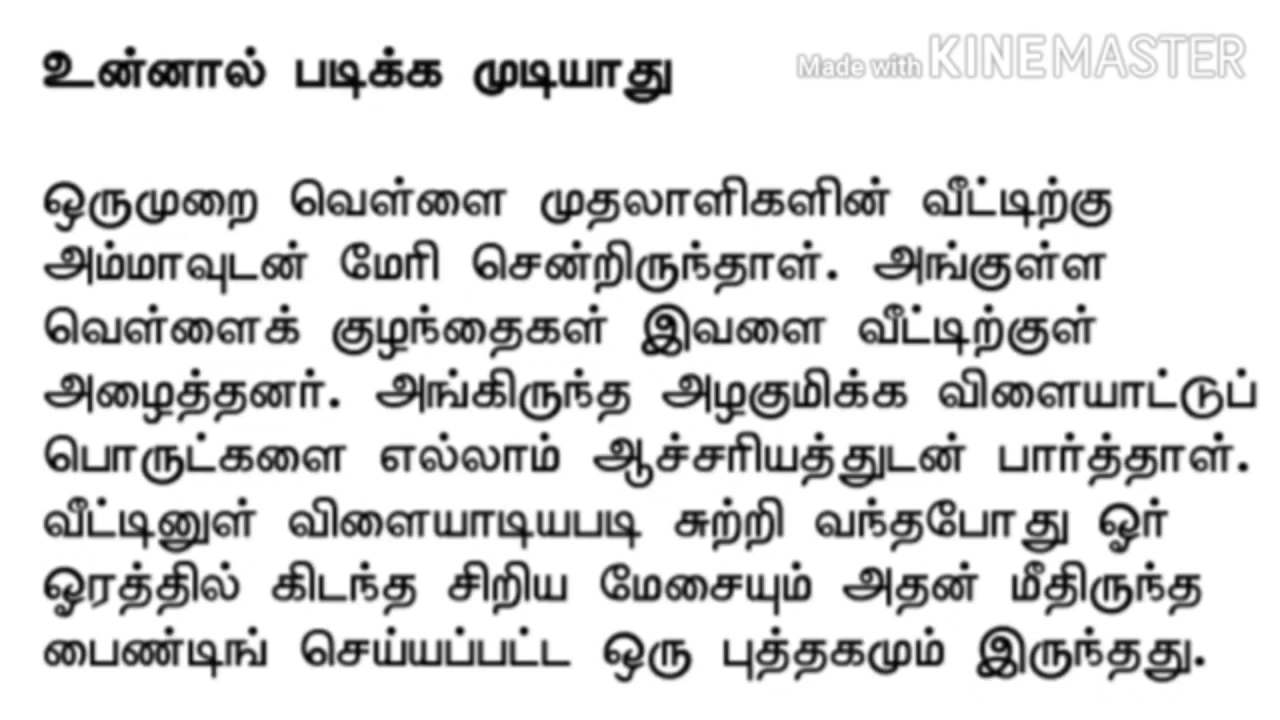 உன்னால் படிக்க முடியாது
Made with KINEMASTER
ஒருமுறை வெள்ளை முதலாளிகளின் வீட்டிற்கு
அம்மாவுடன் மேரி சென்றிருந்தாள். அங்குள்ள
வெள்ளைக் குழந்தைகள் இவளை வீட்டிற்குள்
அழைத்தனர். அங்கிருந்த அழகுமிக்க விளையாட்டுப்
பொருட்களை எல்லாம் ஆச்சரியத்துடன் பார்த்தாள்.
வீட்டினுள் விளையாடியபடி சுற்றி வந்தபோது ஓர்
ஓரத்தில் கிடந்த சிறிய மேசையும் அதன் மீதிருந்த
பைண்டிங் செய்யப்பட்ட ஒரு புத்தகமும் இருந்தது.